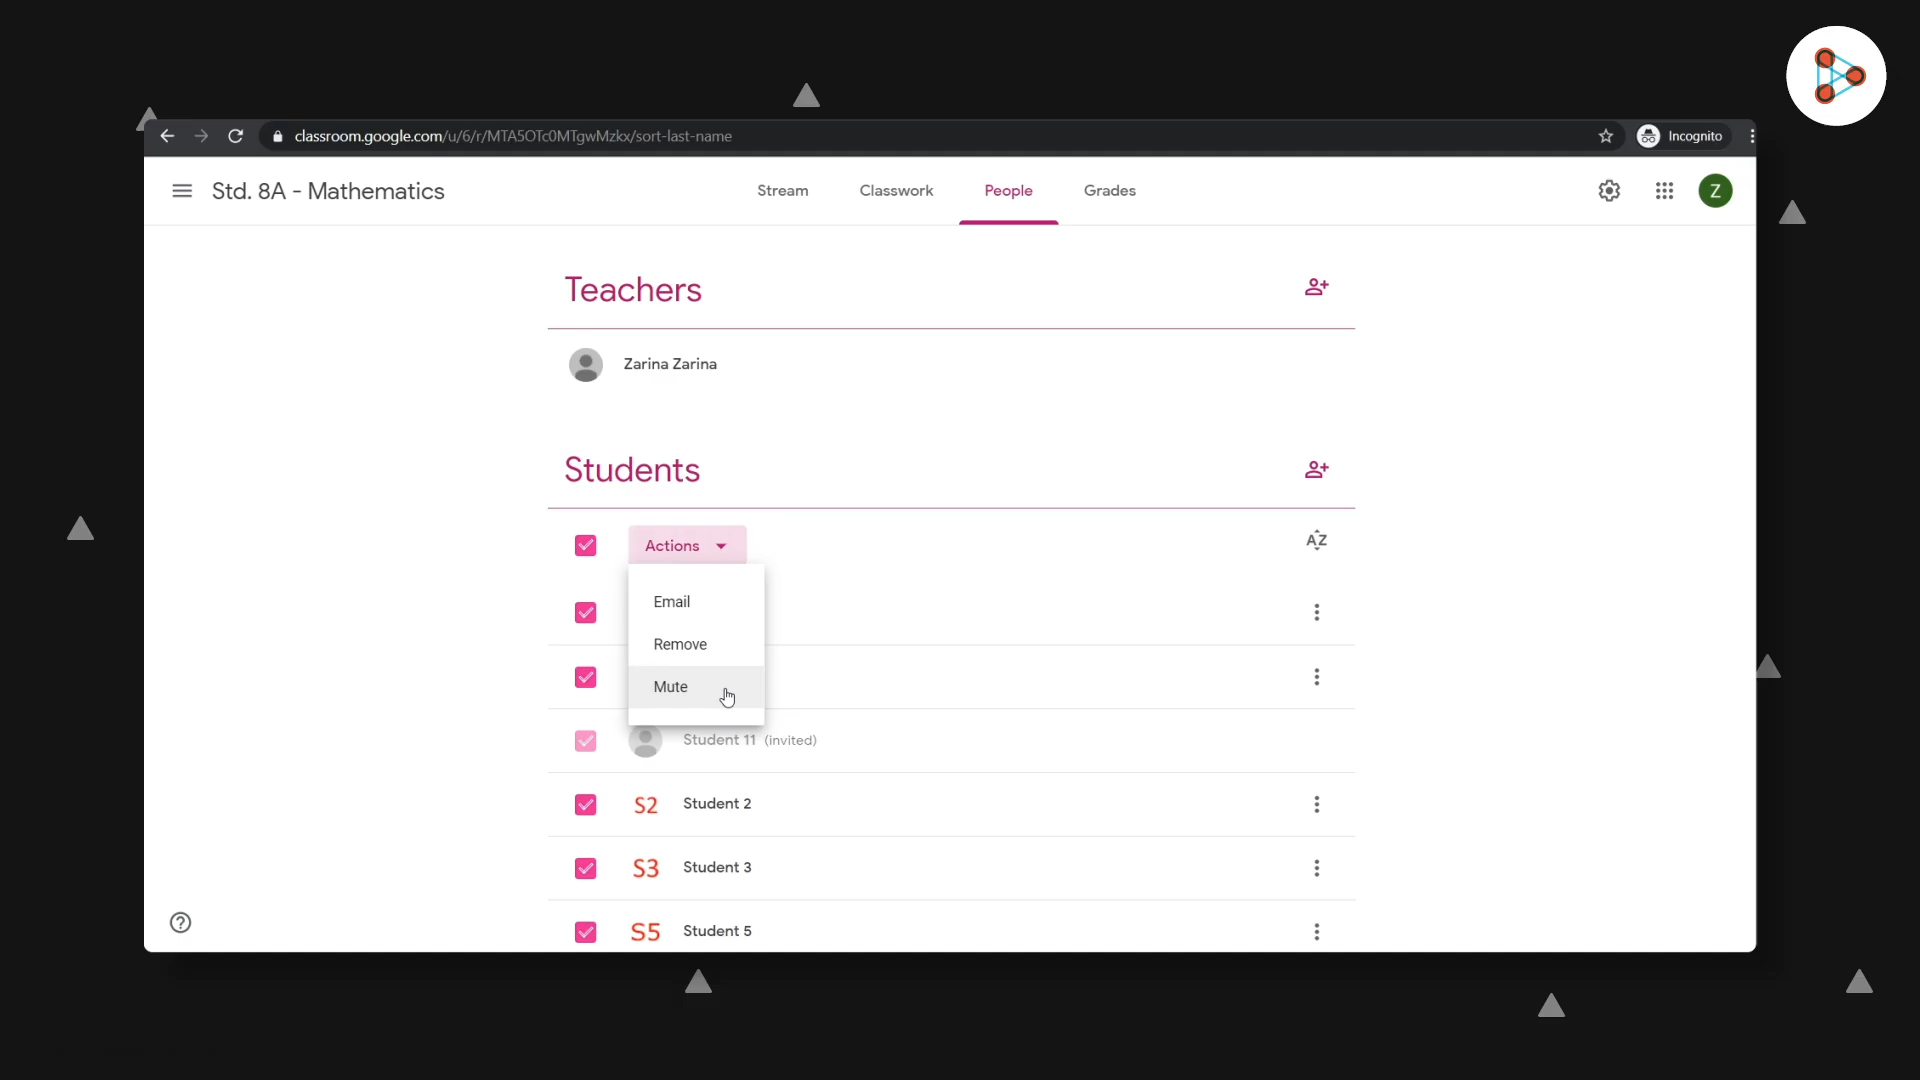 classroom.google.com/u/6/r/MTA5OTc0MTgwMzkx/sort-last-name
Incognito
Std. 8A - Mathematics
Stream
Classwork
People
Grades
Z
Teachers
Zarina Zarina
Students
Actions
AZ
Email
Remove
Mute
Student 11 (invited)
S2 Student 2
S3 Student 3
S5 Student 5